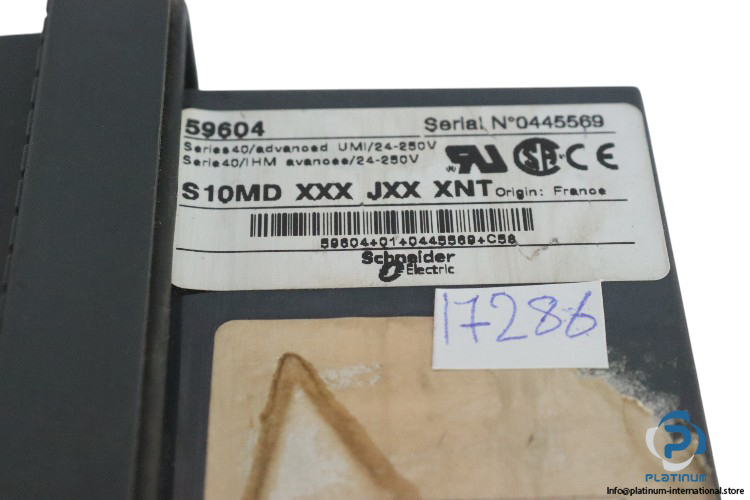 59604 Serial N°0445569
Series40/advanced UMI/24-250V
Serie40/IHM avancee/24-250V
S10MD XXX JXX XNT Origin: France
59604+01+0445569+C56
Schneider
Electric
17286
PLATINUM
Info@platinum-international.store